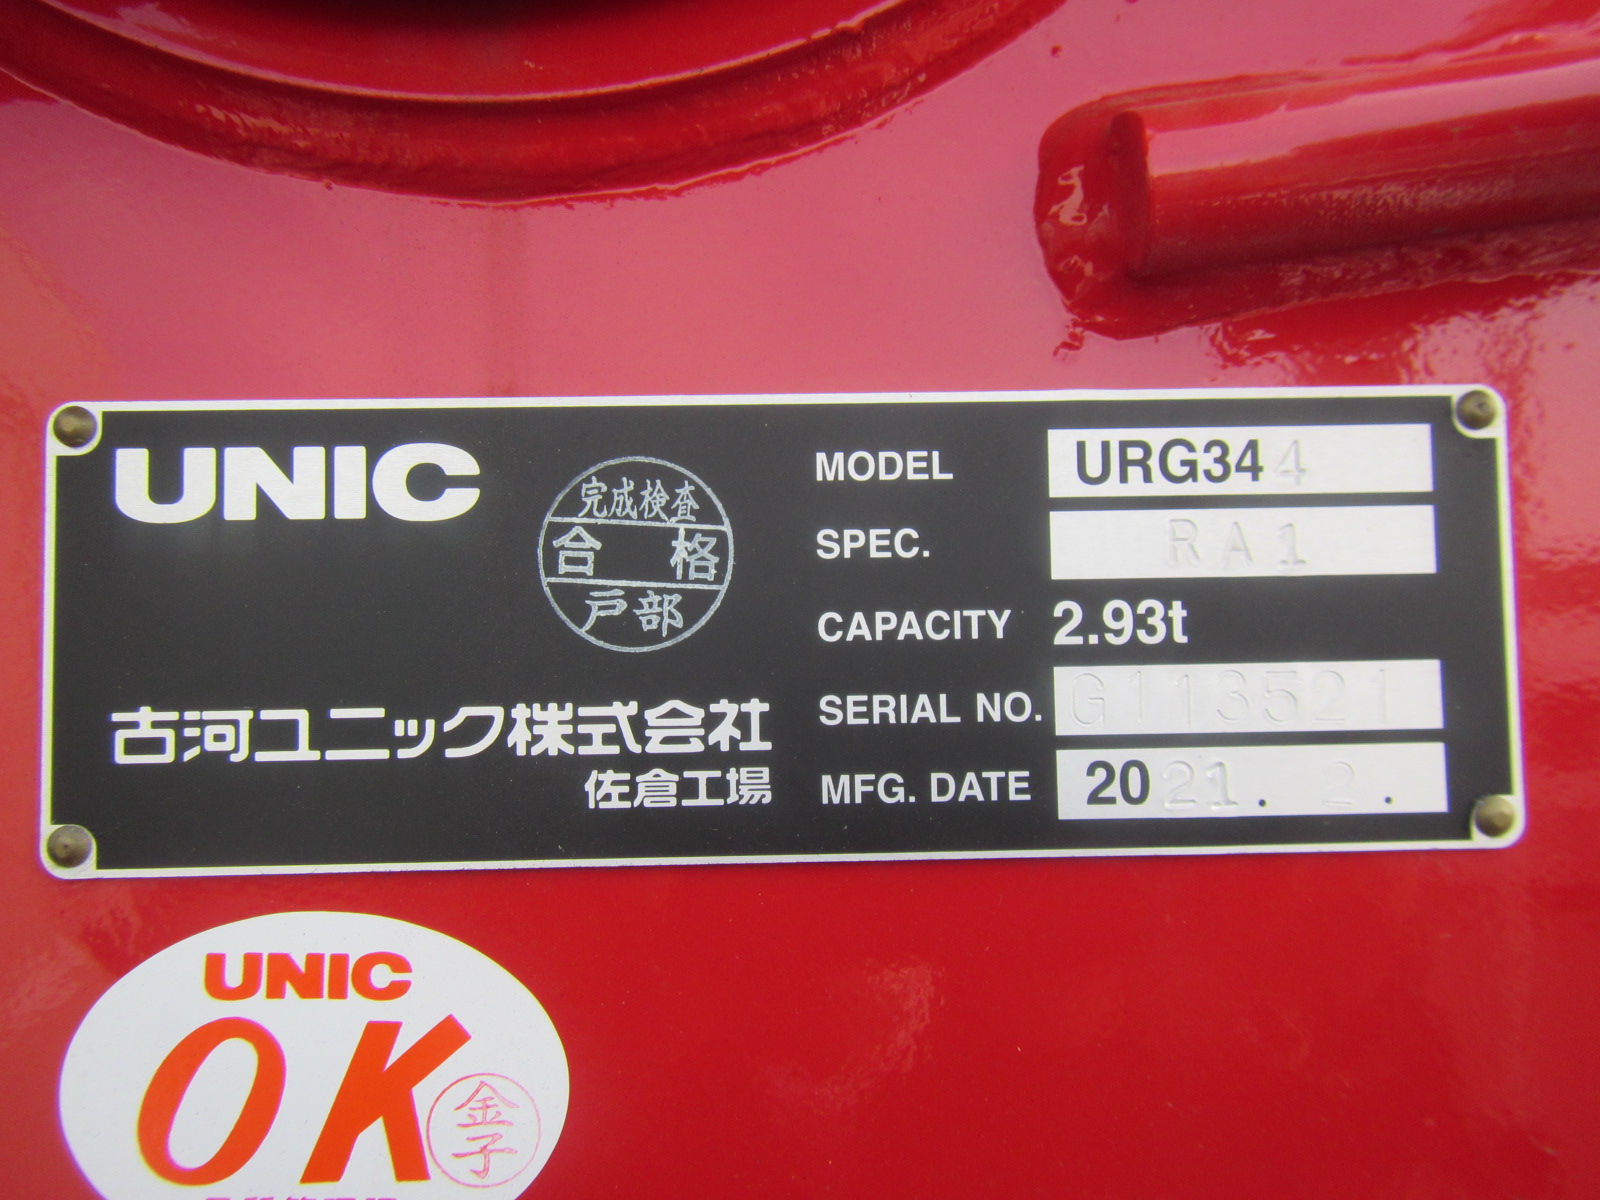 UNIC
完成検査
合格
戸部
古河ユニック株式会社
佐倉工場
MODEL URG344
SPEC. RA1
CAPACITY 2.93t
SERIAL NO. G113521
MFG. DATE 2021. 2.
UNIC
OK
金子